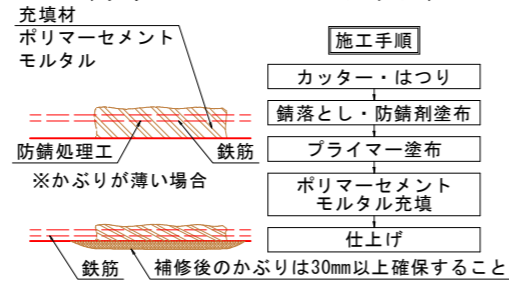 充填材
ポリマーセメント
モルタル
防錆処理工
鉄筋
※かぶりが薄い場合
鉄筋
補修後のかぶりは30mm以上確保すること
施工手順
カッター・はつり
錆落とし・防錆剤塗布
プライマー塗布
ポリマーセメント
モルタル充填
仕上げ